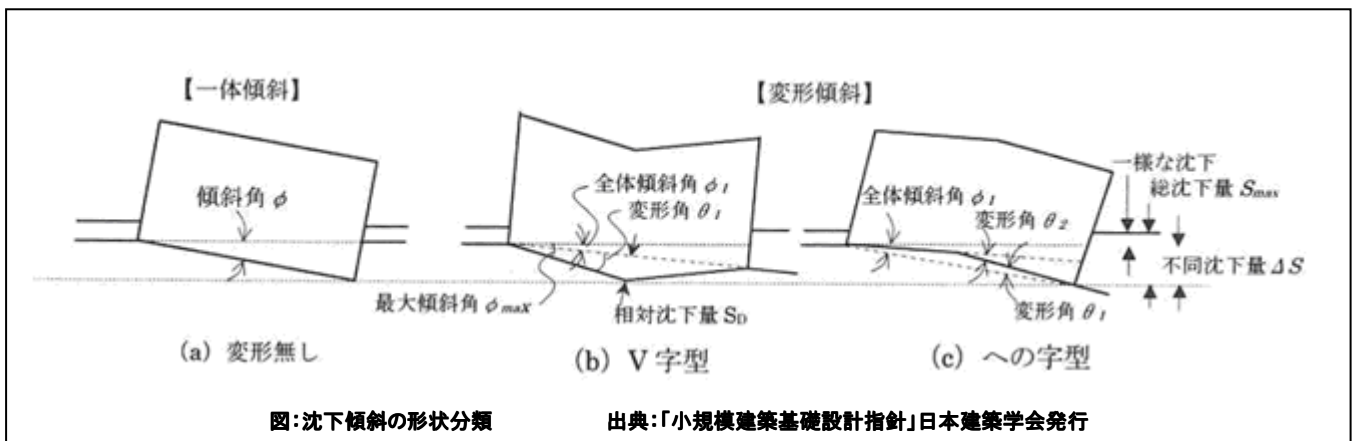 【一体傾斜】
【変形傾斜】
傾斜角 φ
全体傾斜角 φ1
変形角 θ1
最大傾斜角 φmax
相対沈下量 SD
全体傾斜角 φ1
変形角 θ2
変形角 θ1
一様な沈下
総沈下量 Smax
不同沈下量 ΔS
(a) 変形無し
(b) V 字型
(c) への字型
図:沈下傾斜の形状分類 出典:「小規模建築基礎設計指針」日本建築学会発行